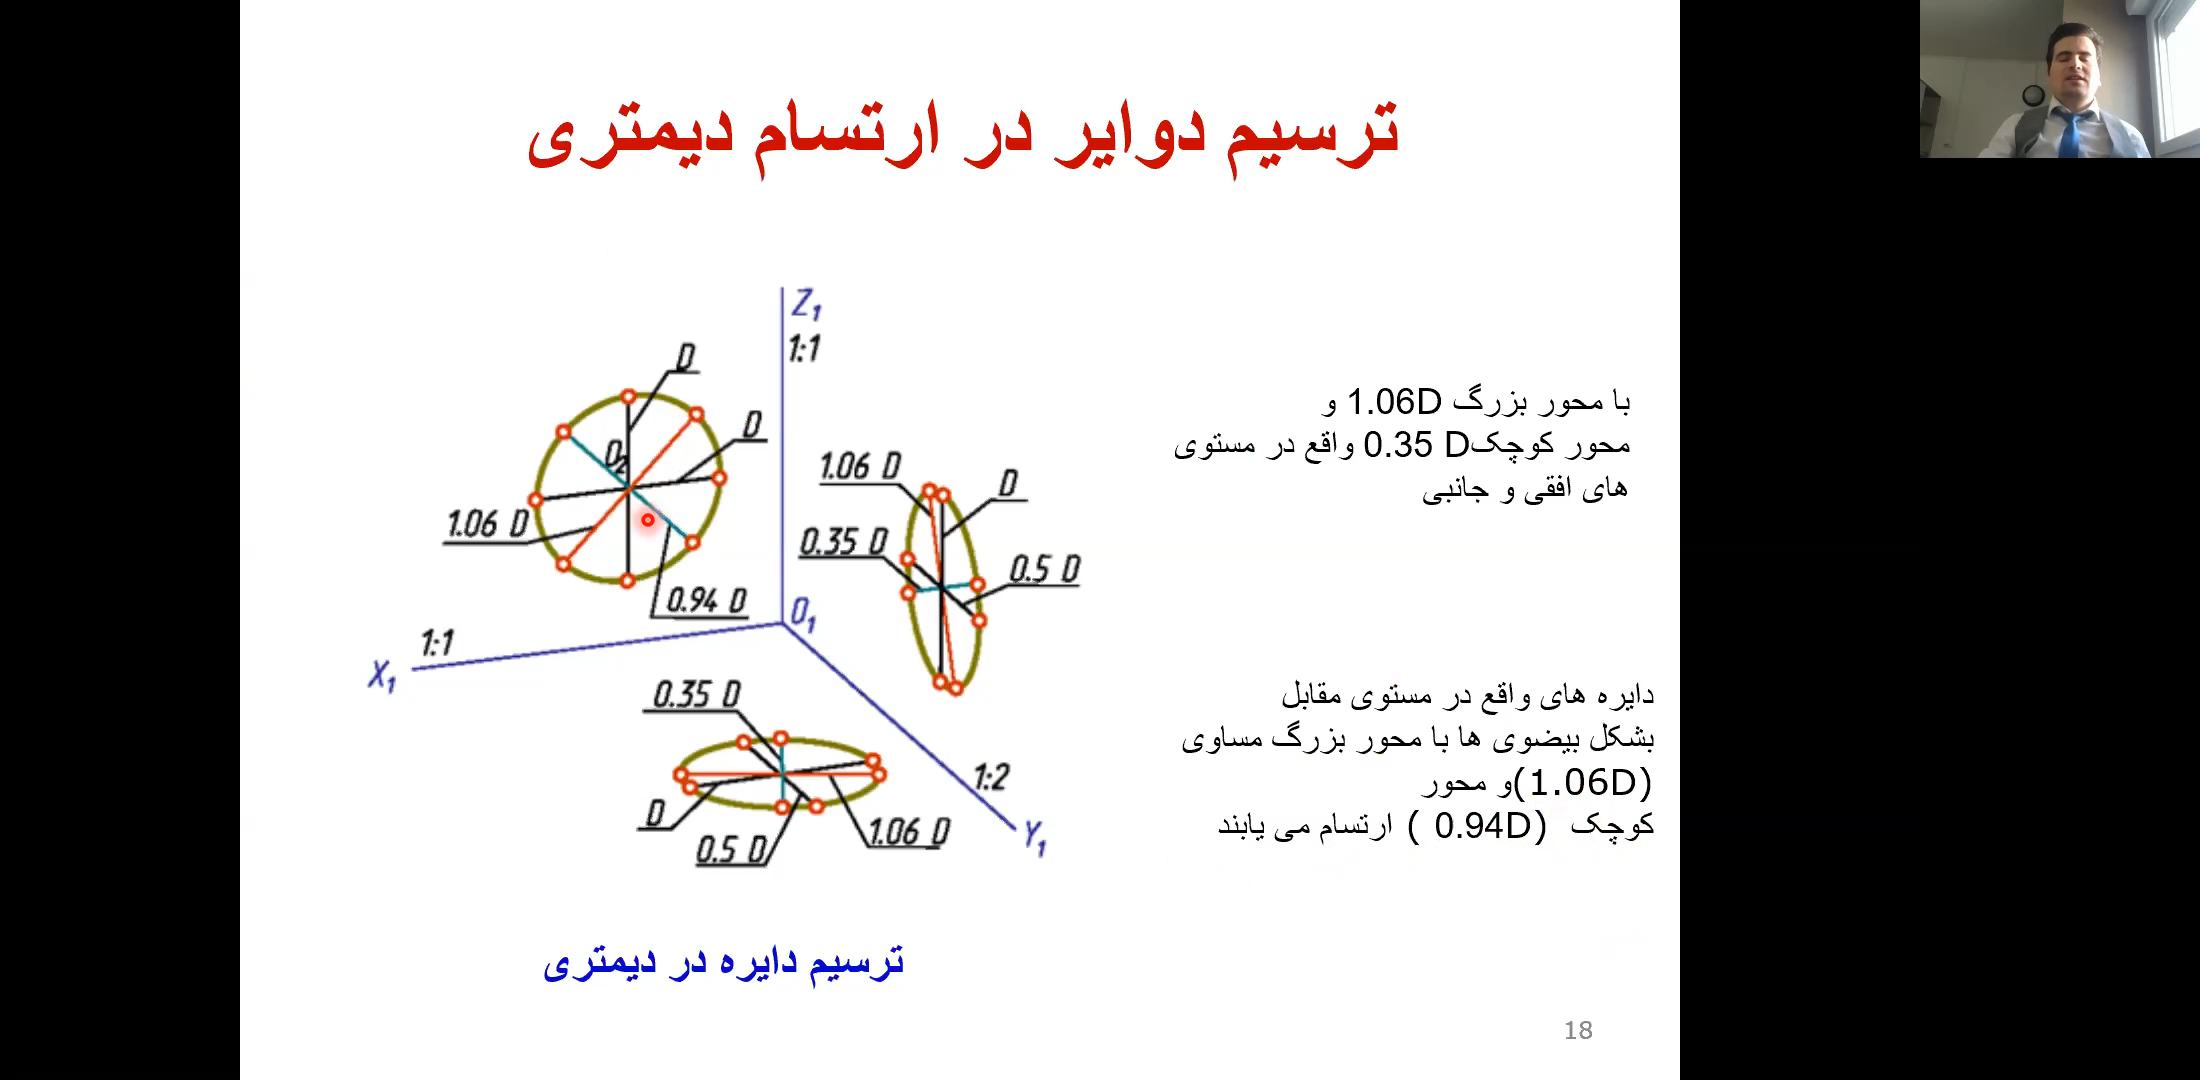 ترسیم دوایر در ارتسام دیمتری
Z1
1:1
D
D
O2
1.06 D
0.94 D
1.06 D
D
0.35 D
0.5 D
O1
1:1
X1
0.35 D
D
0.5 D
1.06 D
1:2
Y1
با محور بزرگ 1.06D و
محور کوچکD 0.35 واقع در مستوی
های افقی و جانبی
دایره های واقع در مستوی مقابل
بشکل بیضوی ها با محور بزرگ مساوی
(1.06D)و محور
کوچک (0.94D ) ارتسام می یابند
ترسیم دایره در دیمتری
18